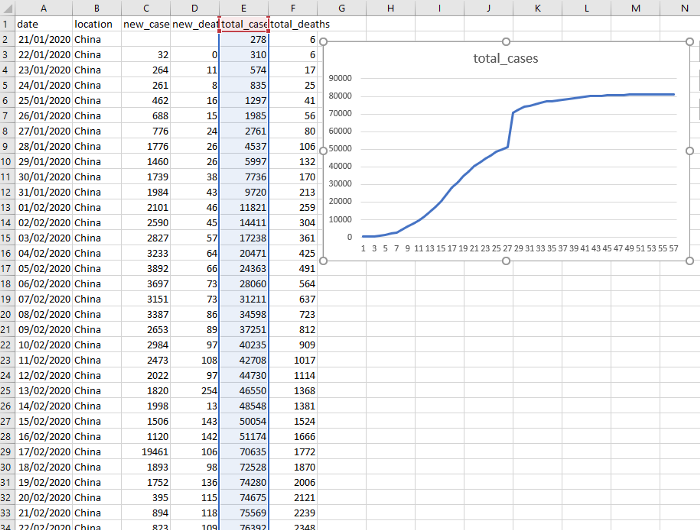 A B C D E F G H I J K L M N
1 date location new_case new_deat total_case total_deaths
2 21/01/2020 China 278 6
3 22/01/2020 China 32 0 310 6
4 23/01/2020 China 264 11 574 17
5 24/01/2020 China 261 8 835 25
6 25/01/2020 China 462 16 1297 41
7 26/01/2020 China 688 15 1985 56
8 27/01/2020 China 776 24 2761 80
9 28/01/2020 China 1776 26 4537 106
10 29/01/2020 China 1460 26 5997 132
11 30/01/2020 China 1739 38 7736 170
12 31/01/2020 China 1984 43 9720 213
13 01/02/2020 China 2101 46 11821 259
14 02/02/2020 China 2590 45 14411 304
15 03/02/2020 China 2827 57 17238 361
16 04/02/2020 China 3233 64 20471 425
17 05/02/2020 China 3892 66 24363 491
18 06/02/2020 China 3697 73 28060 564
19 07/02/2020 China 3151 73 31211 637
20 08/02/2020 China 3387 86 34598 723
21 09/02/2020 China 2653 89 37251 812
22 10/02/2020 China 2984 97 40235 909
23 11/02/2020 China 2473 108 42708 1017
24 12/02/2020 China 2022 97 44730 1114
25 13/02/2020 China 1820 254 46550 1368
26 14/02/2020 China 1998 13 48548 1381
27 15/02/2020 China 1506 143 50054 1524
28 16/02/2020 China 1120 142 51174 1666
29 17/02/2020 China 19461 106 70635 1772
30 18/02/2020 China 1893 98 72528 1870
31 19/02/2020 China 1752 136 74280 2006
32 20/02/2020 China 395 115 74675 2121
33 21/02/2020 China 894 118 75569 2239
34 22/02/2020 China 823 109 76392 2348
total_cases
90000
80000
70000
60000
50000
40000
30000
20000
10000
0
1 3 5 7 9 11 13 15 17 19 21 23 25 27 29 31 33 35 37 39 41 43 45 47 49 51 53 55 57